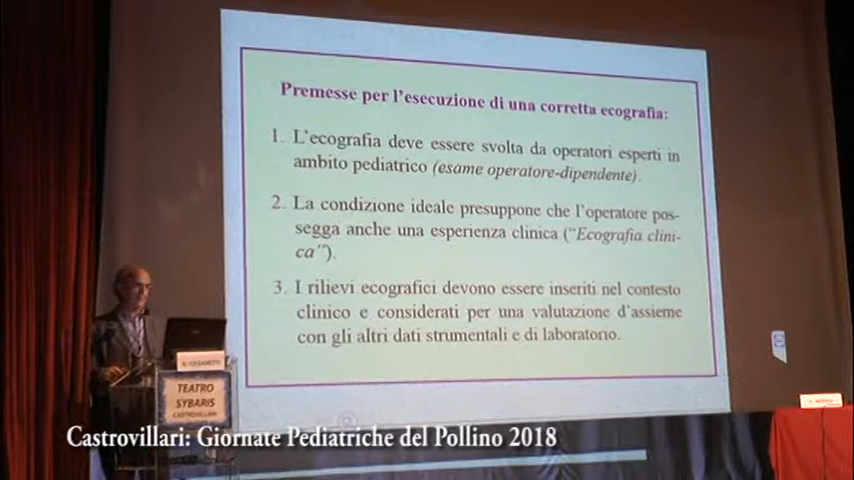 Premesse per l'esecuzione di una corretta ecografia:
1. L'ecografia deve essere svolta da operatori esperti in
ambito pediatrico (esame operatore-dipendente).
2. La condizione ideale presuppone che l'operatore pos-
segga anche una esperienza clinica ("Ecografia clini-
ca").
3. I rilievi ecografici devono essere inseriti nel contesto
clinico e considerati per una valutazione d'assieme
con gli altri dati strumentali e di laboratorio.
TEATRO
SYBARIS
CASTROVILLARI
Castrovillari: Giornate Pediatriche del Pollino 2018